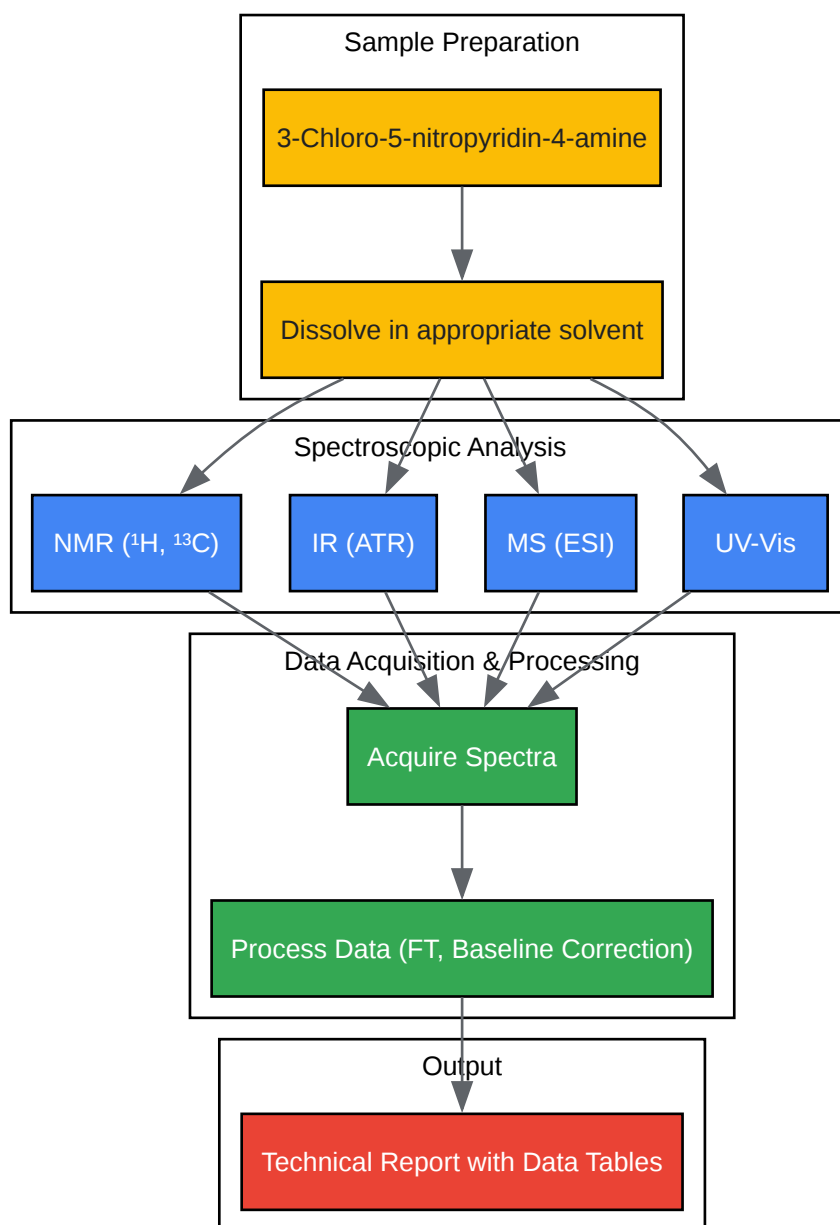 Sample Preparation
3-Chloro-5-nitropyridin-4-amine
Dissolve in appropriate solvent
Spectroscopic Analysis
NMR (¹H, ¹³C)
IR (ATR)
MS (ESI)
UV-Vis
Data Acquisition & Processing
Acquire Spectra
Process Data (FT, Baseline Correction)
Output
Technical Report with Data Tables